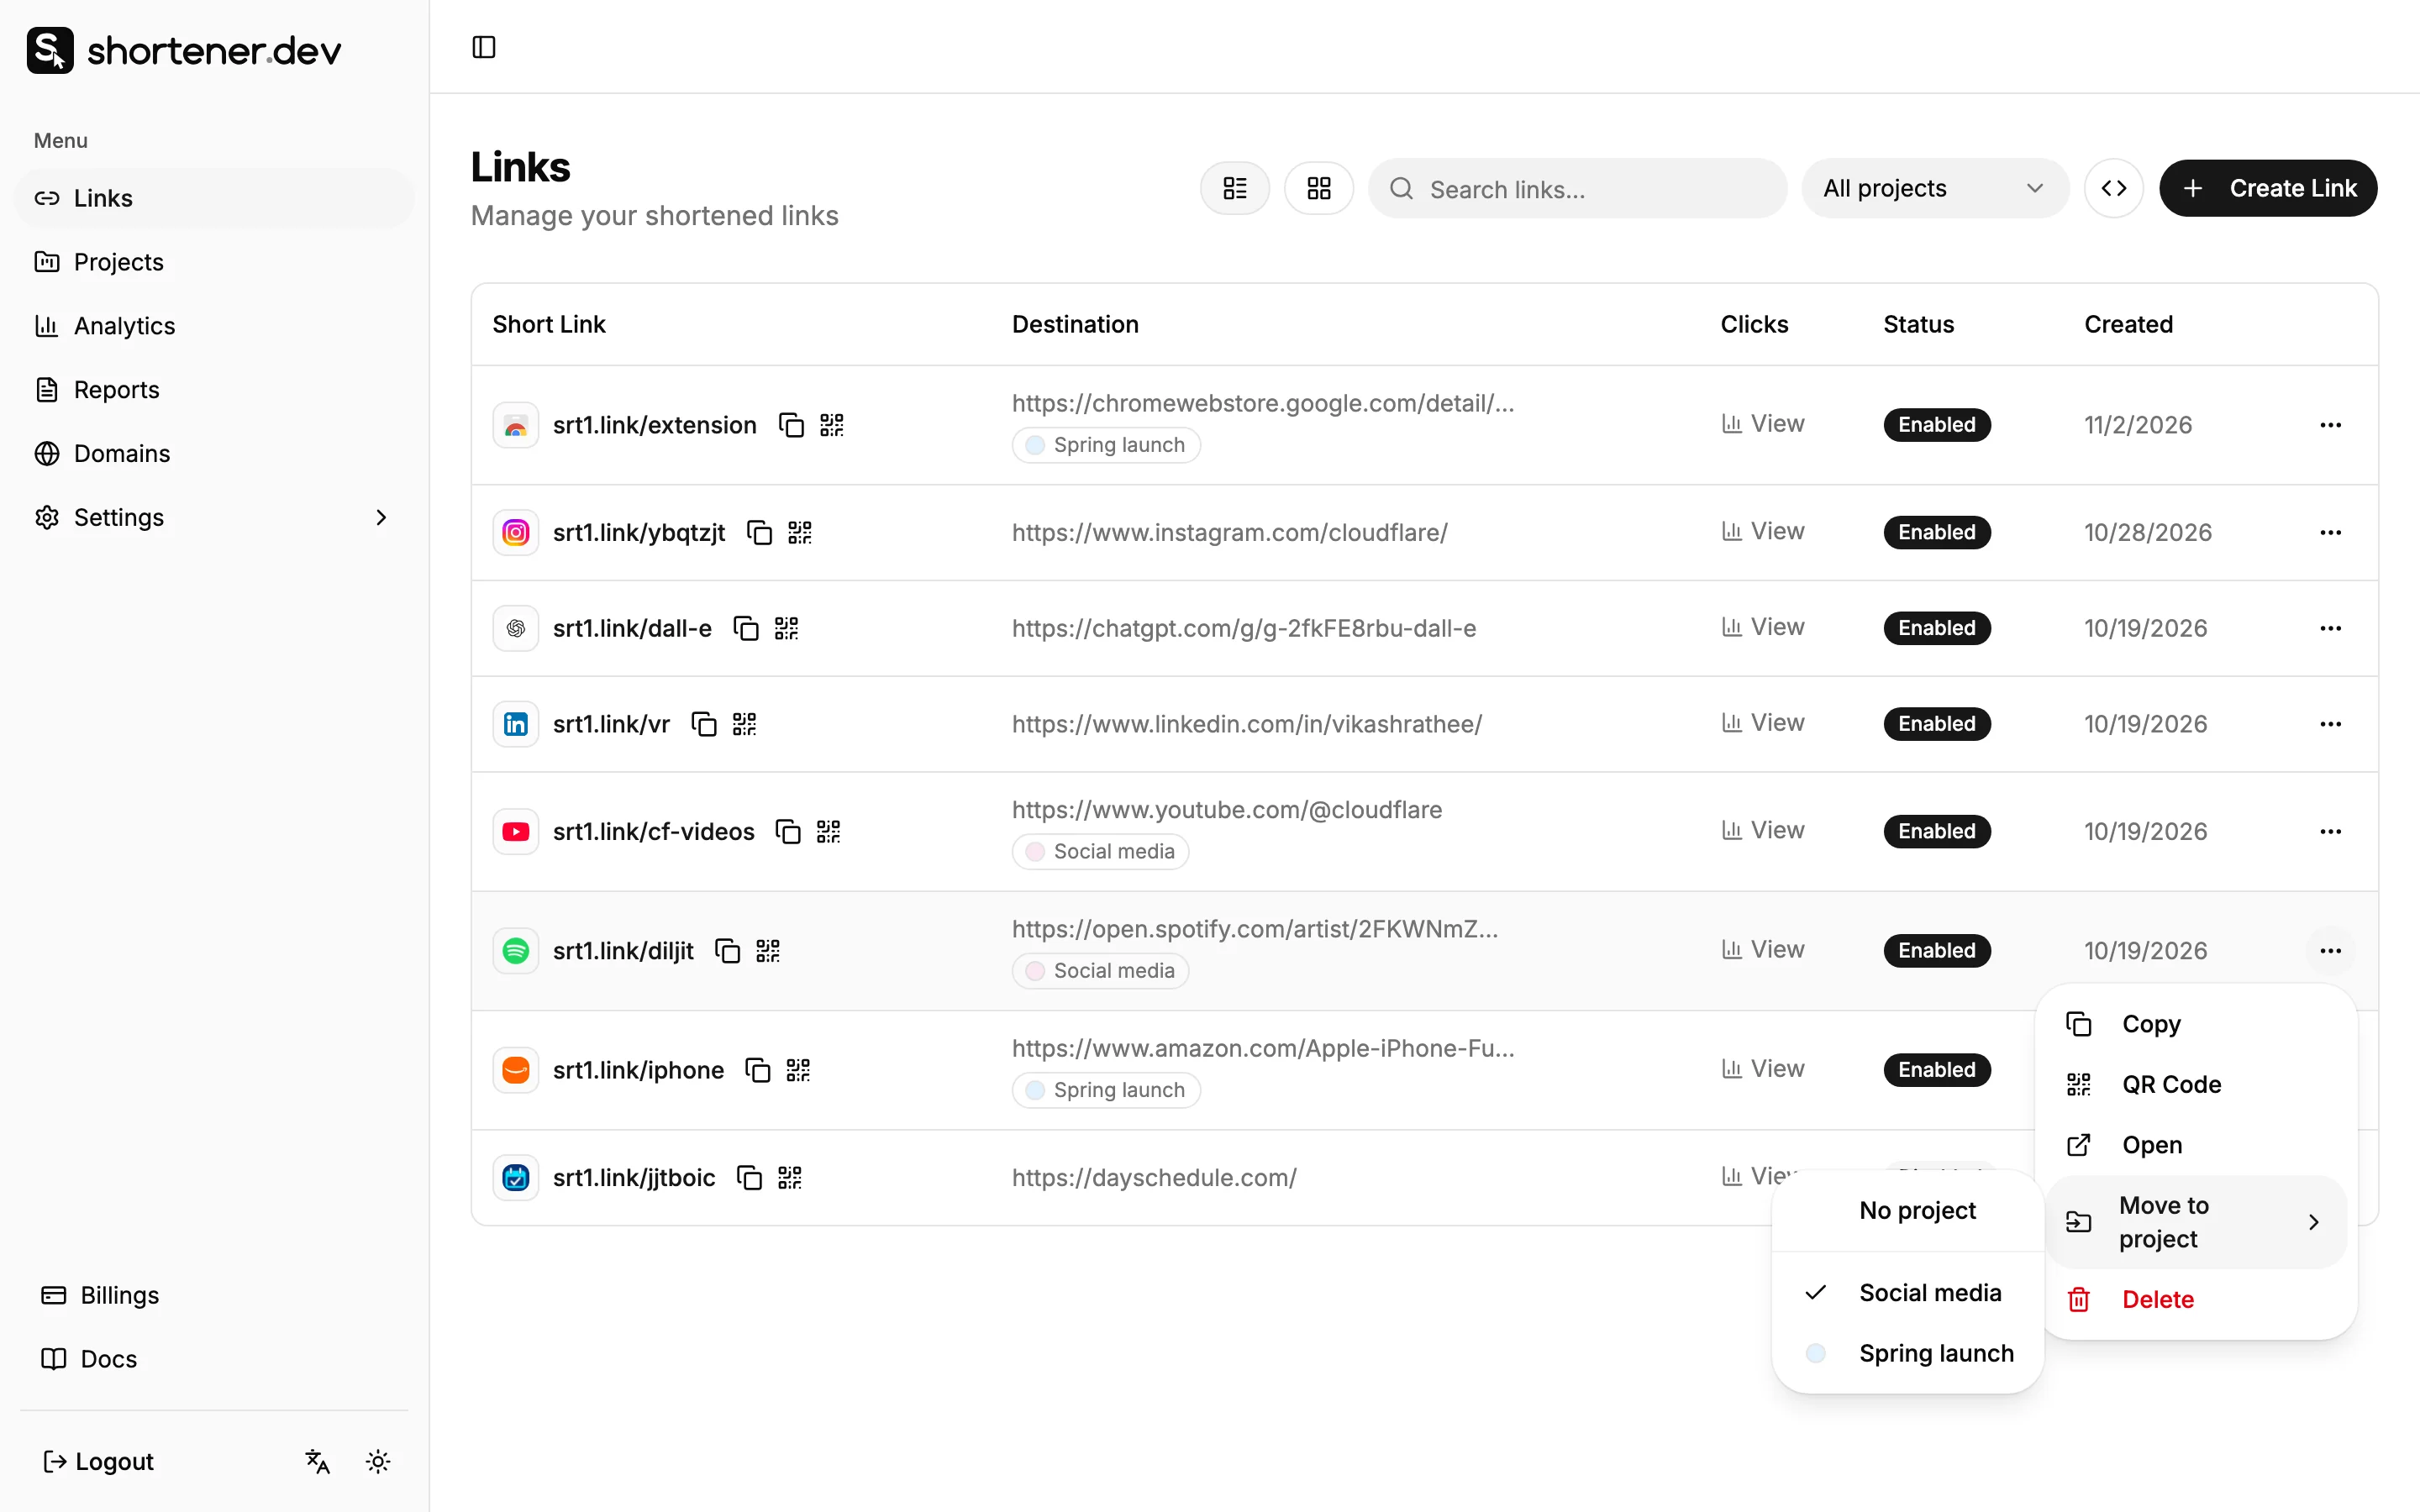 shortener.dev
Menu
Links
Projects
Analytics
Reports
Domains
Settings
Billings
Docs
Logout
Links
Manage your shortened links
Search links...
All projects
Create Link
Short Link Destination Clicks Status Created
srt1.link/extension https://chromewebstore.google.com/detail/... View Enabled 11/2/2026
Spring launch
srt1.link/ybqtzjt https://www.instagram.com/cloudflare/ View Enabled 10/28/2026
srt1.link/dall-e https://chatgpt.com/g/g-2fkFE8rbu-dall-e View Enabled 10/19/2026
srt1.link/vr https://www.linkedin.com/in/vikashrathee/ View Enabled 10/19/2026
srt1.link/cf-videos https://www.youtube.com/@cloudflare View Enabled 10/19/2026
Social media
srt1.link/diljit https://open.spotify.com/artist/2FKWNmZ... View Enabled 10/19/2026
Social media
srt1.link/iphone https://www.amazon.com/Apple-iPhone-Fu... View Enabled
Spring launch
srt1.link/jjtboic https://dayschedule.com/ View
Copy
QR Code
Open
Move to
project
Delete
No project
Social media
Spring launch